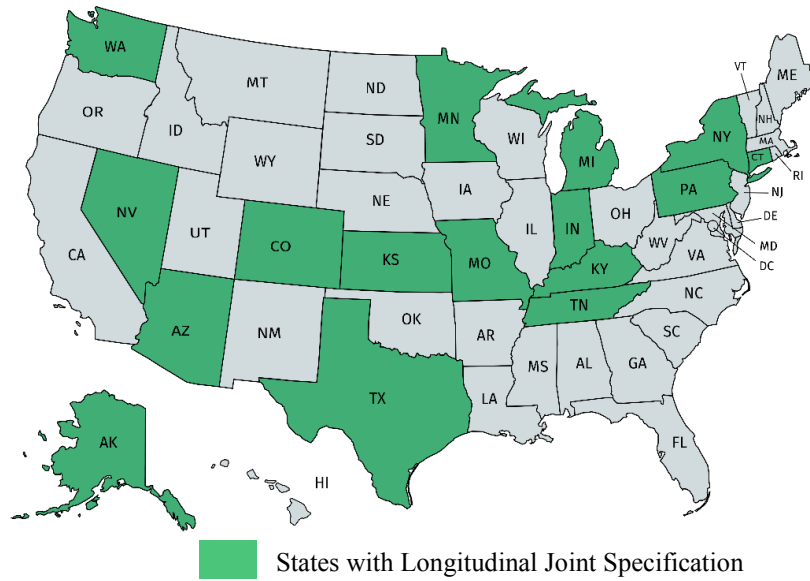 WA
MT
ND
MN
VT
ME
OR
ID
SD
WI
MI
NY
NH
MA
CT
RI
WY
IA
PA
NJ
NV
NE
IL
IN
OH
DE
UT
CO
KS
MO
WV
MD
CA
KY
VA
DC
AZ
NM
OK
TN
NC
AR
SC
TX
MS
AL
GA
LA
FL
AK
HI
States with Longitudinal Joint Specification